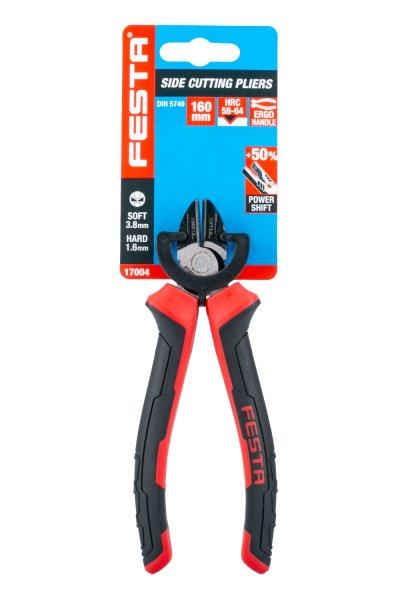 FESTA
SIDE CUTTING PLIERS
DIN 5749
160
mm
HRC
58-64
ERGO
HANDLE
+50%
POWER
SHIFT
SOFT
3.8mm
HARD
1.6mm
17004
FESTA